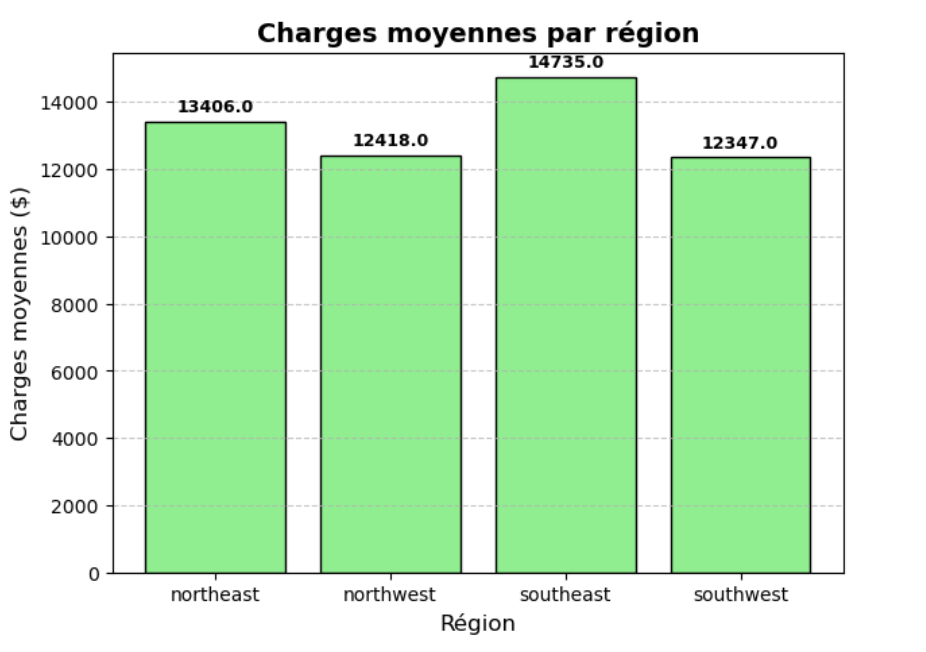 Charges moyennes par région
14735.0
13406.0
12418.0
12347.0
14000
12000
10000
8000
6000
4000
2000
0
Charges moyennes ($)
northeast
northwest
southeast
southwest
Région